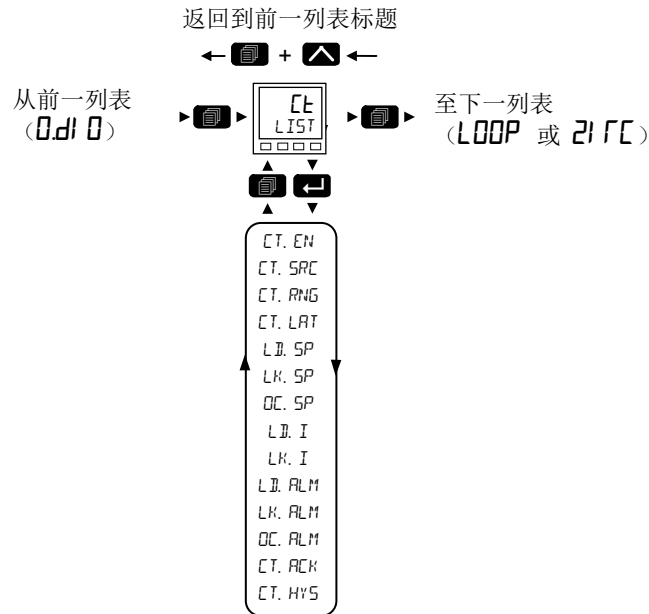 返回到前一列表标题
+
从前一列表
（O.dI O）
Ct
LIST
至下一列表
（LOOP 或 21 TC）
CT. EN
CT. SRC
CT. RNG
CT. LAT
LD. SP
LK. SP
OC. SP
LD. I
LK. I
LD. ALM
LK. ALM
OC. ALM
CT. ACK
CT. HYS